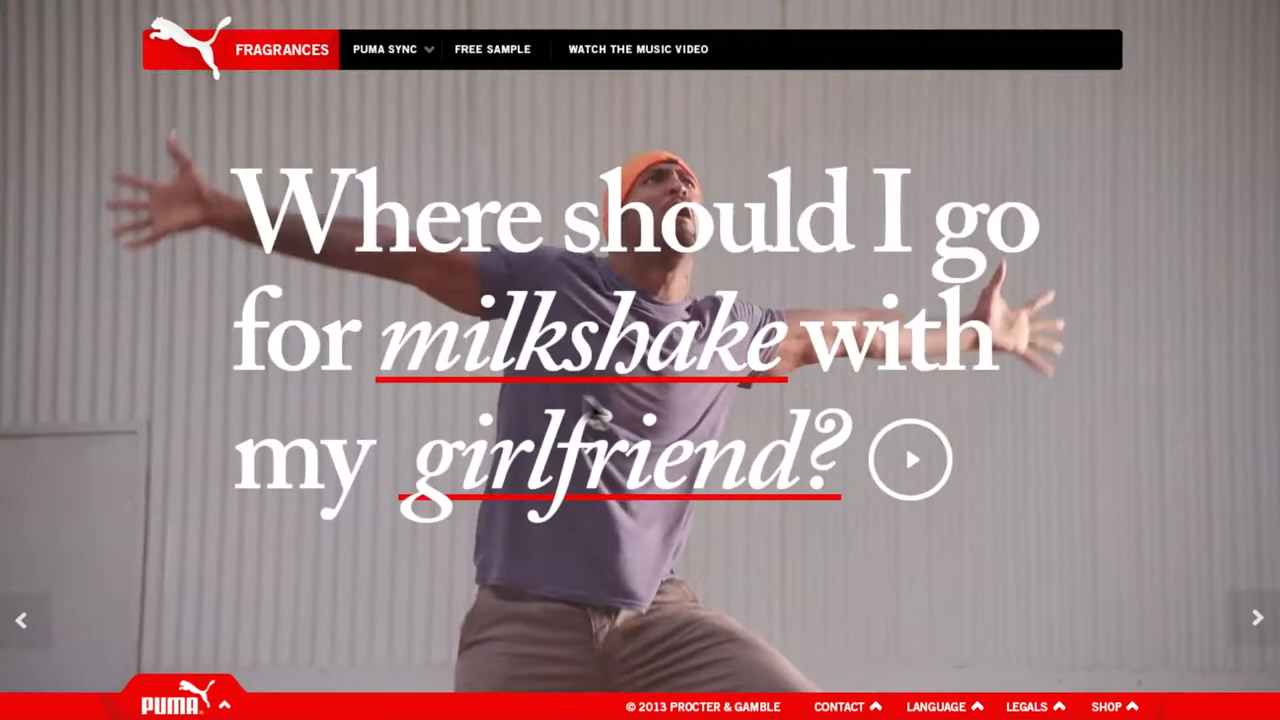 FRAGRANCES PUMA SYNC FREE SAMPLE WATCH THE MUSIC VIDEO
Where should I go
for milkshake with
my girlfriend?
PUMA © 2013 PROCTER & GAMBLE CONTACT LANGUAGE LEGALS SHOP